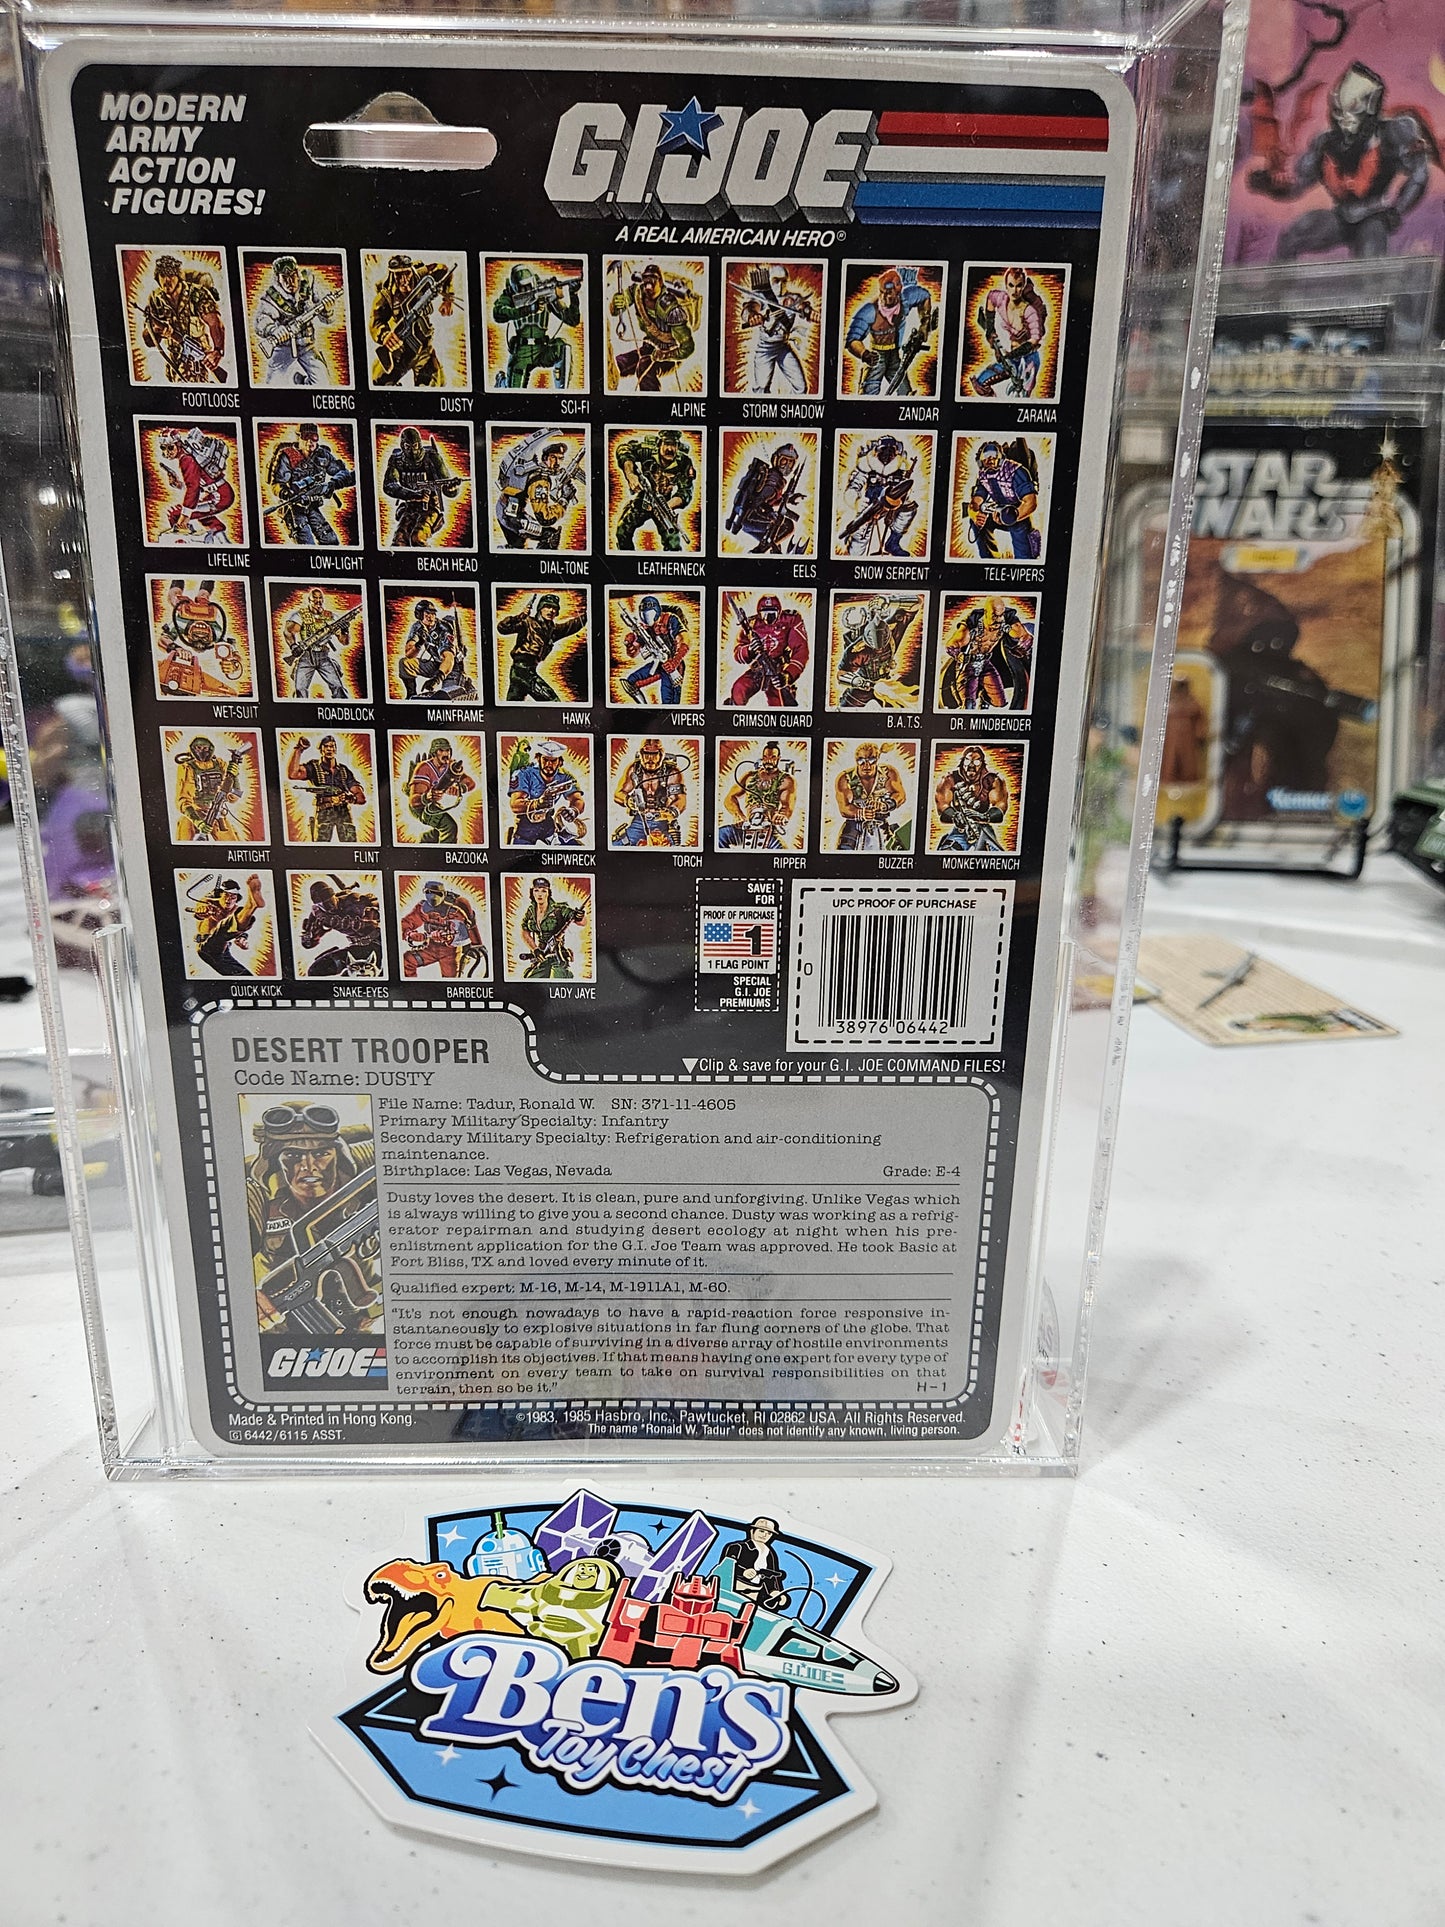 MODERN
ARMY
ACTION
FIGURES!
G.I.JOE
A REAL AMERICAN HERO®
FOOTLOOSE ICEBERG DUSTY SCI-FI ALPINE STORM SHADOW ZANDAR ZARANA
LIFELINE LOW-LIGHT BEACH HEAD DIAL-TONE LEATHERNECK EELS SNOW SERPENT TELE-VIPERS
WET-SUIT ROADBLOCK MAINFRAME HAWK VIPERS CRIMSON GUARD B.A.T.S. DR. MINDBENDER
AIRTIGHT FLINT BAZOOKA SHIPWRECK TORCH RIPPER BUZZER MONKEYWRENCH
QUICK KICK SNAKE-EYES BARBECUE LADY JAYE
SAVE!
FOR
PROOF OF PURCHASE
1
1 FLAG POINT
SPECIAL
G.I. JOE
PREMIUMS
UPC PROOF OF PURCHASE
0
38976 06442
▼Clip & save for your G.I. JOE COMMAND FILES!
DESERT TROOPER
Code Name: DUSTY
File Name: Tadur, Ronald W. SN: 371-11-4605
Primary Military Specialty: Infantry
Secondary Military Specialty: Refrigeration and air-conditioning
maintenance.
Birthplace: Las Vegas, Nevada Grade: E-4
Dusty loves the desert. It is clean, pure and unforgiving. Unlike Vegas which
is always willing to give you a second chance. Dusty was working as a refrig-
erator repairman and studying desert ecology at night when his pre-
enlistment application for the G.I. Joe Team was approved. He took Basic at
Fort Bliss, TX and loved every minute of it.
Qualified expert: M-16, M-14, M-1911A1, M-60.
"It's not enough nowadays to have a rapid-reaction force responsive in-
stantaneously to explosive situations in far flung corners of the globe. That
force must be capable of surviving in a diverse array of hostile environments
to accomplish its objectives. If that means having one expert for every type of
environment on every team to take on survival responsibilities on that
terrain, then so be it."
H-1
TADUR
G.I.JOE
Made & Printed in Hong Kong.
G 6442/6115 ASST.
©1983, 1985 Hasbro, Inc., Pawtucket, RI 02862 USA. All Rights Reserved.
The name "Ronald W. Tadur" does not identify any known, living person.
STAR
WARS
Kenner
G.I.JOE
Ben's
Toy Chest